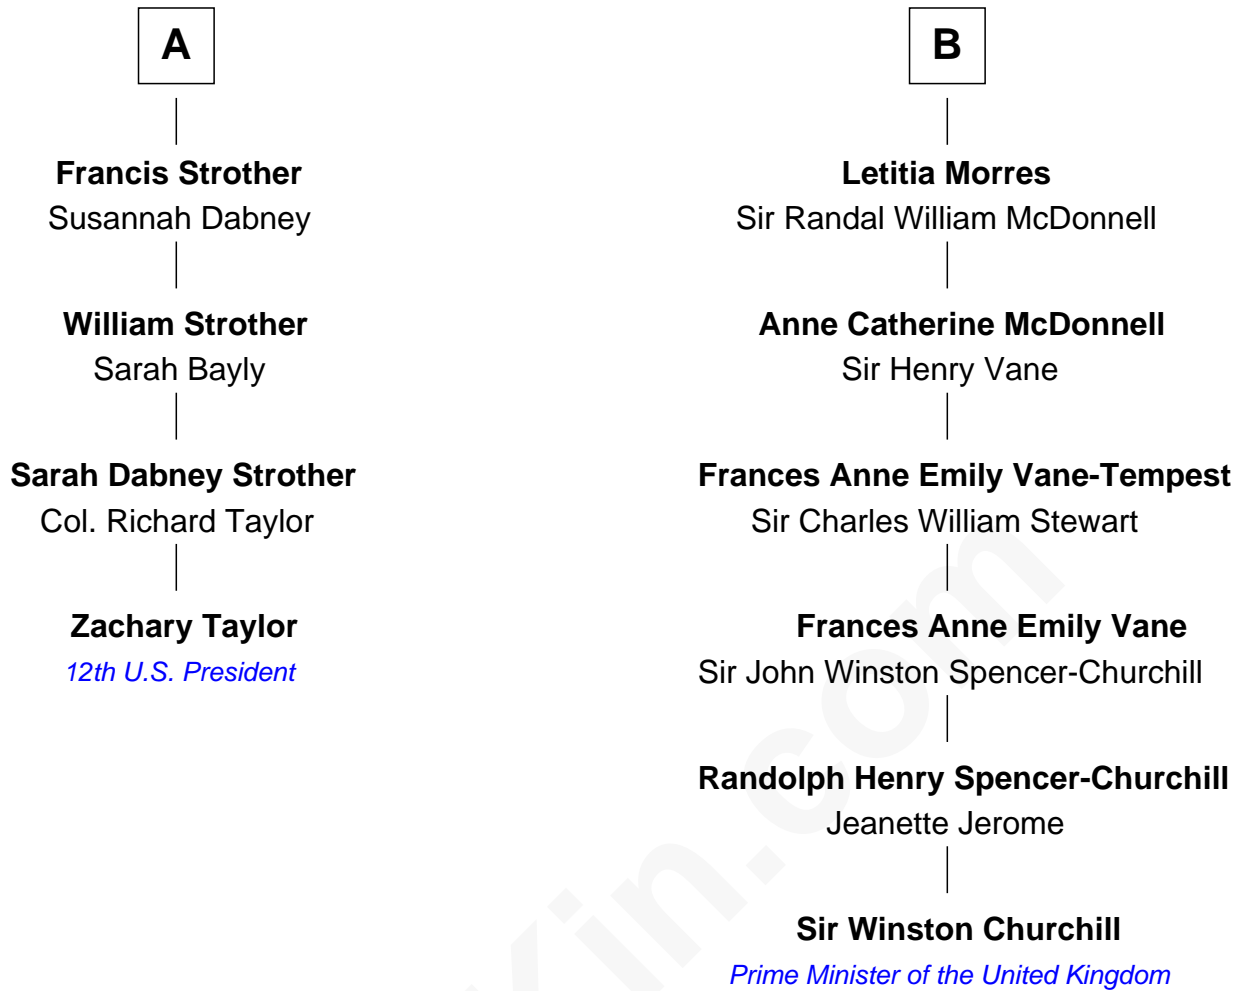 A
Francis Strother
Susannah Dabney
William Strother
Sarah Bayly
Sarah Dabney Strother
Col. Richard Taylor
Zachary Taylor
12th U.S. President
B
Letitia Morres
Sir Randal William McDonnell
Anne Catherine McDonnell
Sir Henry Vane
Frances Anne Emily Vane-Tempest
Sir Charles William Stewart
Frances Anne Emily Vane
Sir John Winston Spencer-Churchill
Randolph Henry Spencer-Churchill
Jeanette Jerome
Sir Winston Churchill
Prime Minister of the United Kingdom
Kin.com